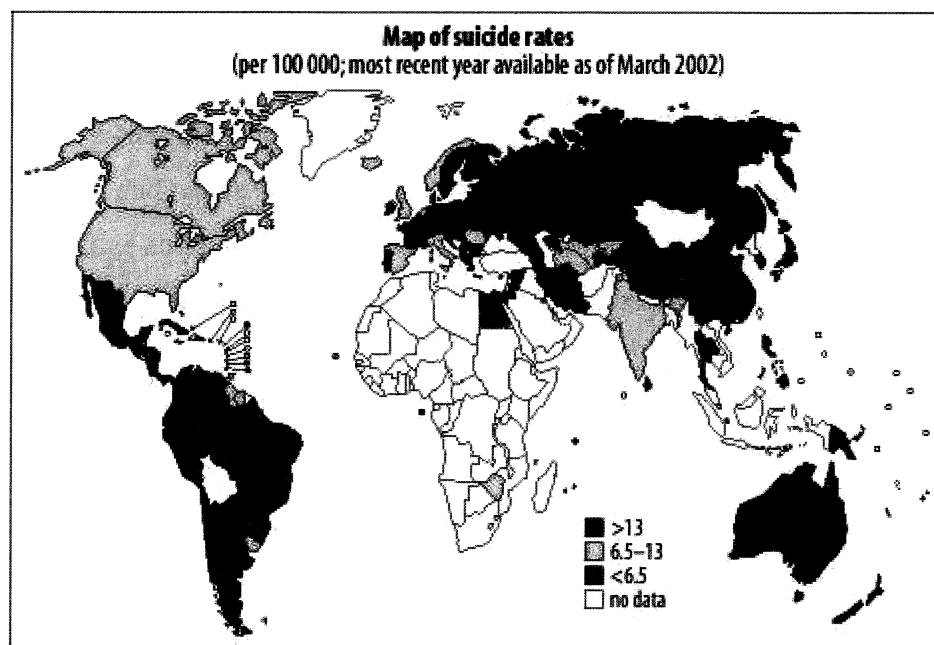 Map of suicide rates
(per 100 000; most recent year available as of March 2002)
>13
6.5–13
<6.5
no data